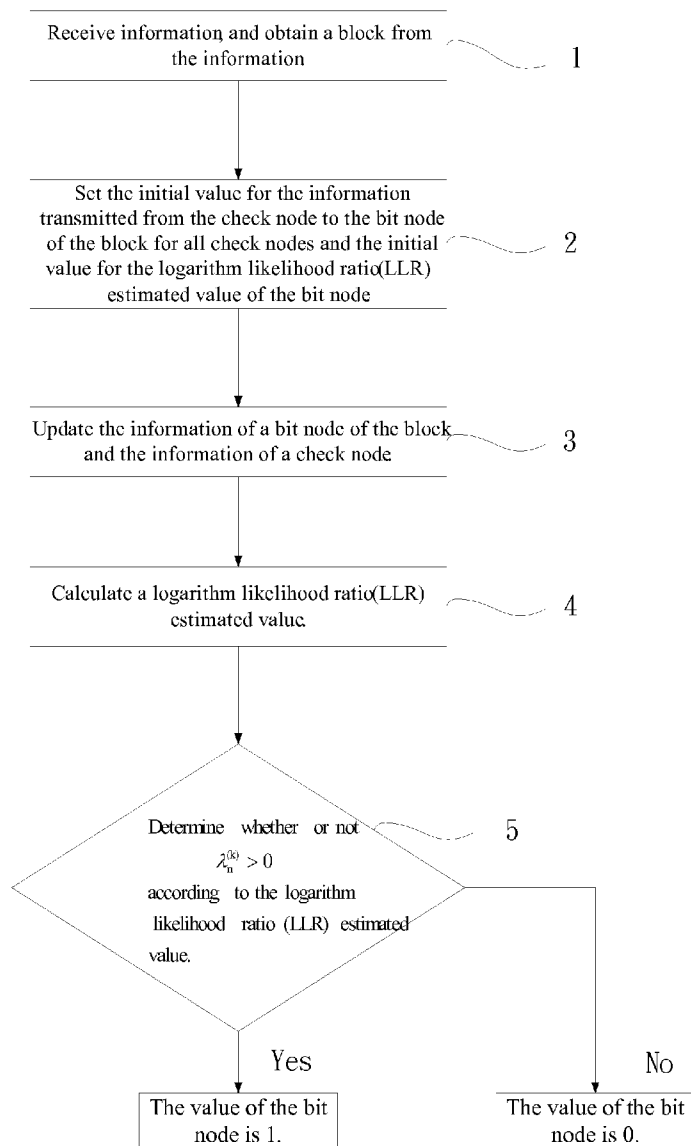 Receive information, and obtain a block from
the information
1
Set the initial value for the information
transmitted from the check node to the bit node
of the block for all check nodes and the initial
value for the logarithm likelihood ratio(LLR)
estimated value of the bit node
2
Update the information of a bit node of the block
and the information of a check node.
3
Calculate a logarithm likelihood ratio(LLR)
estimated value.
4
Determine whether or not
λₙ⁽ᵏ⁾ > 0
according to the logarithm
likelihood ratio (LLR) estimated
value.
5
Yes
No
The value of the bit
node is 1.
The value of the bit
node is 0.